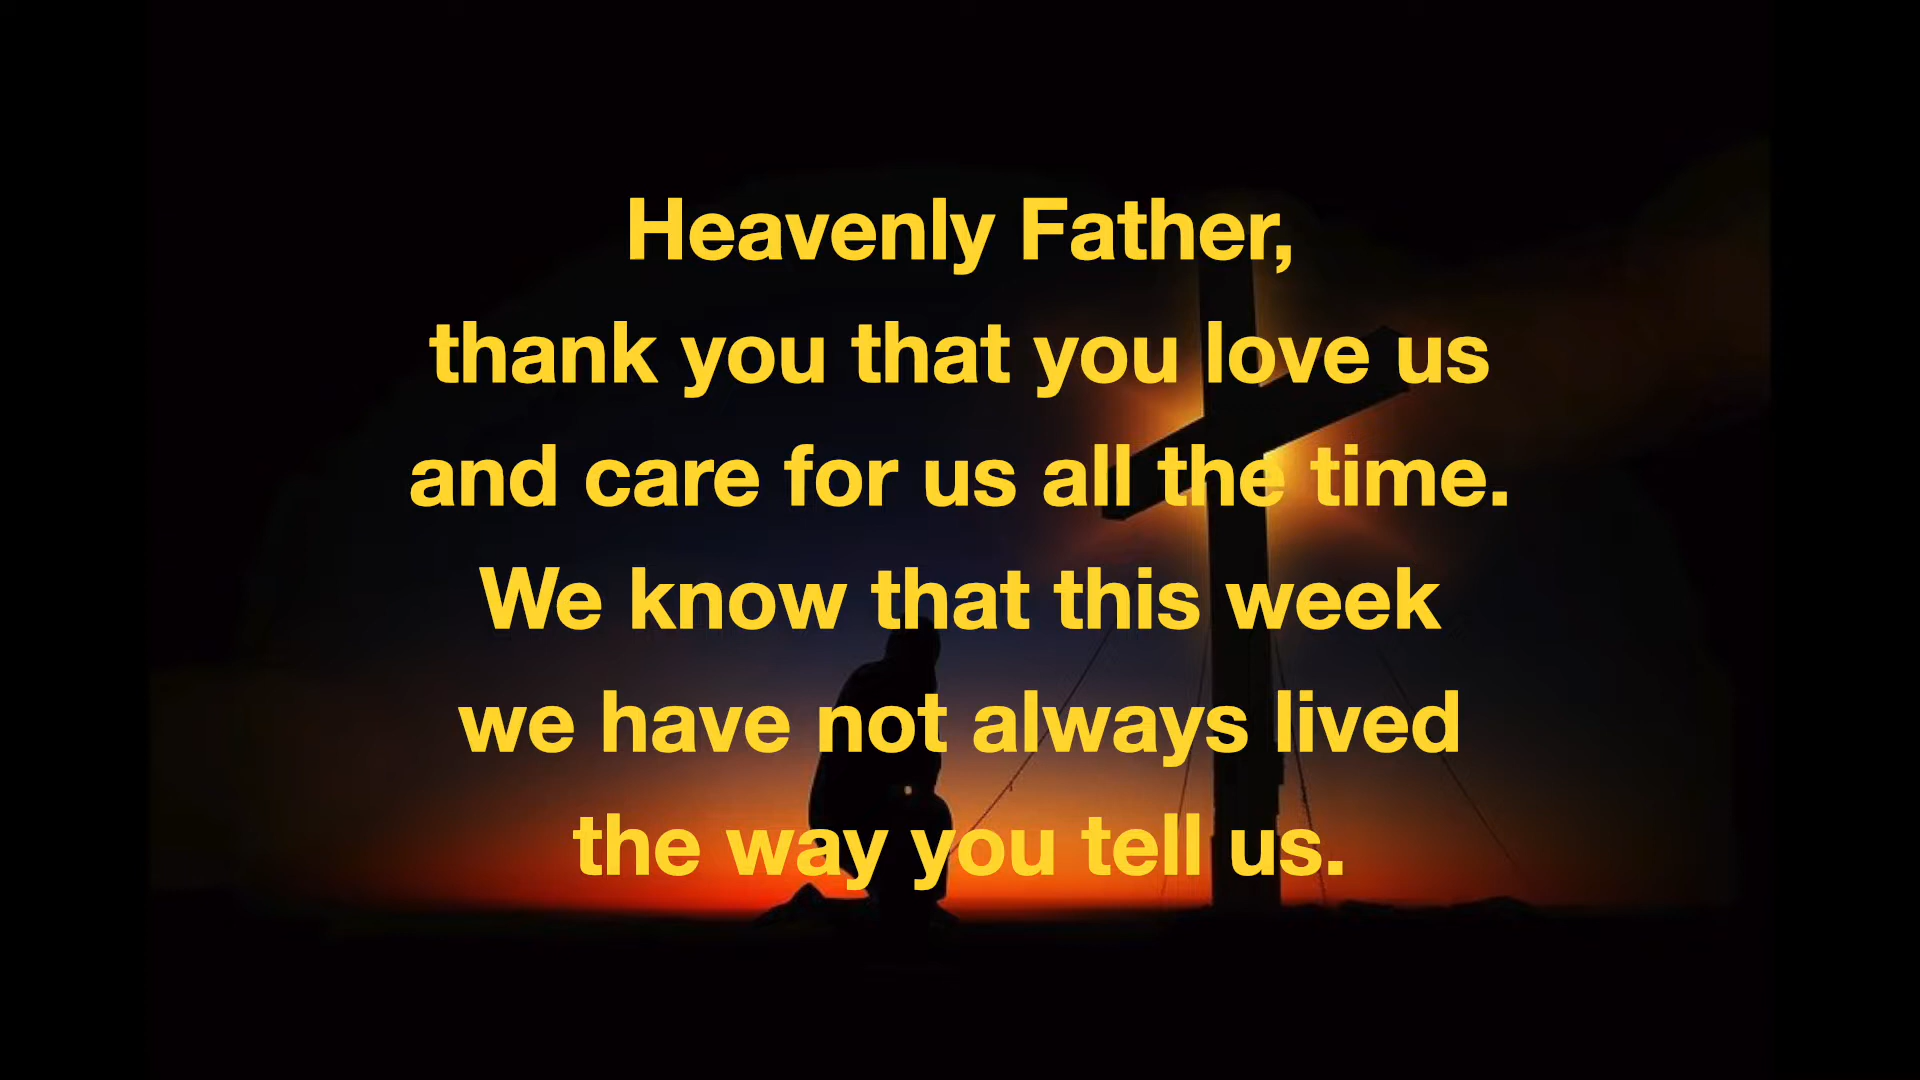 Heavenly Father,
thank you that you love us
and care for us all the time.
We know that this week
we have not always lived
the way you tell us.